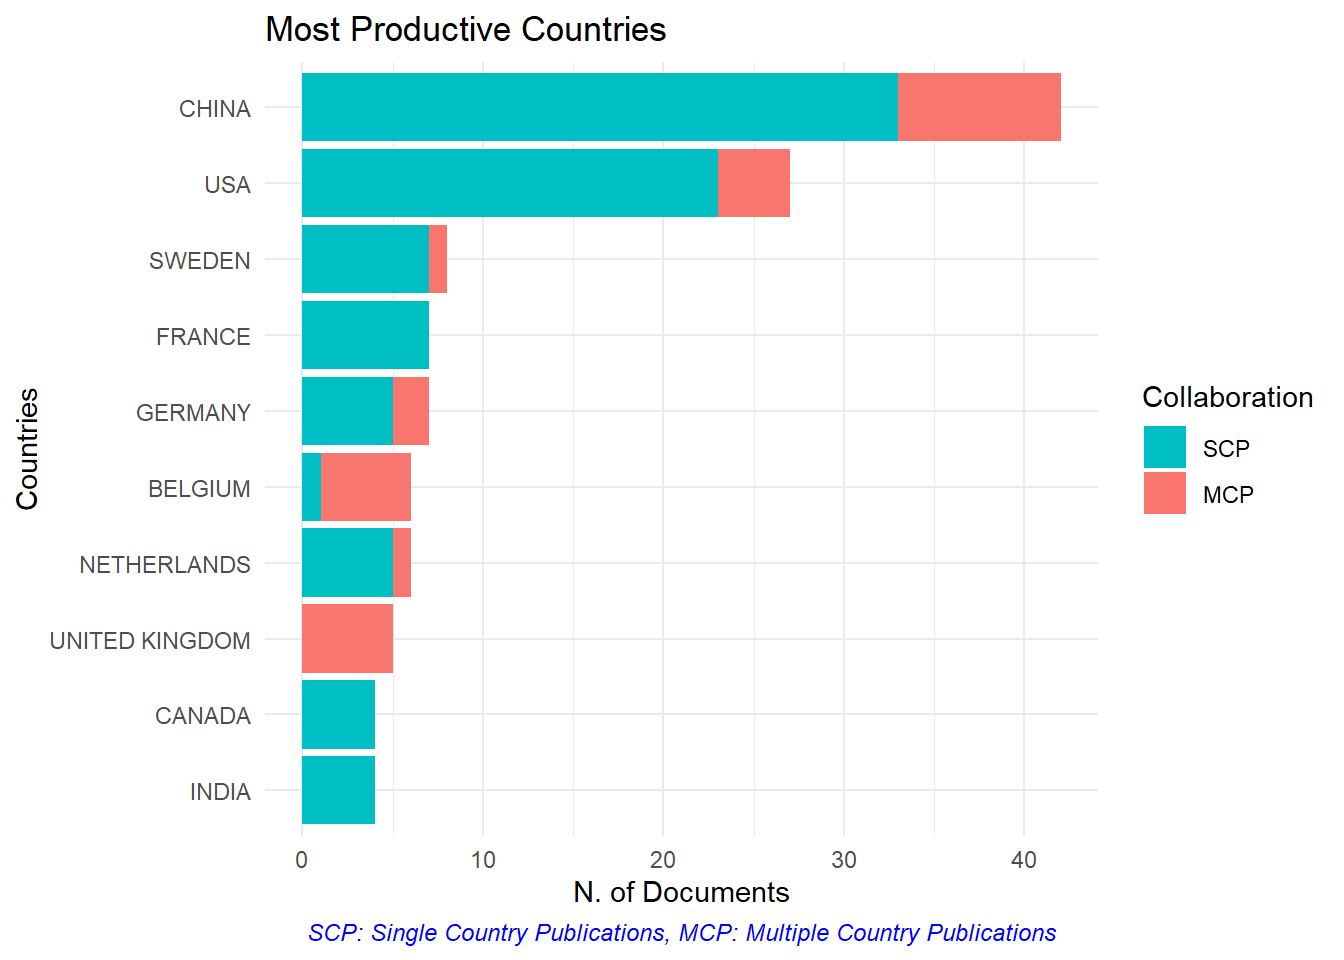 Most Productive Countries
CHINA
USA
SWEDEN
FRANCE
GERMANY
BELGIUM
NETHERLANDS
UNITED KINGDOM
CANADA
INDIA
Countries
0 10 20 30 40
N. of Documents
SCP: Single Country Publications, MCP: Multiple Country Publications
Collaboration
SCP
MCP